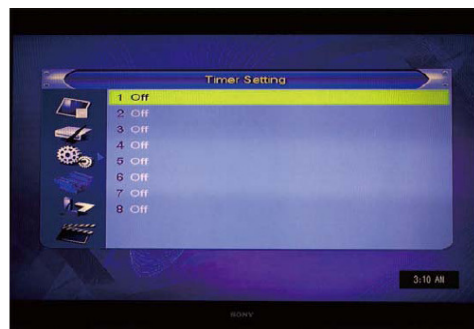 Timer Setting
1 Off
2 Off
3 Off
4 Off
5 Off
6 Off
7 Off
8 Off
3:10 AM
SONY